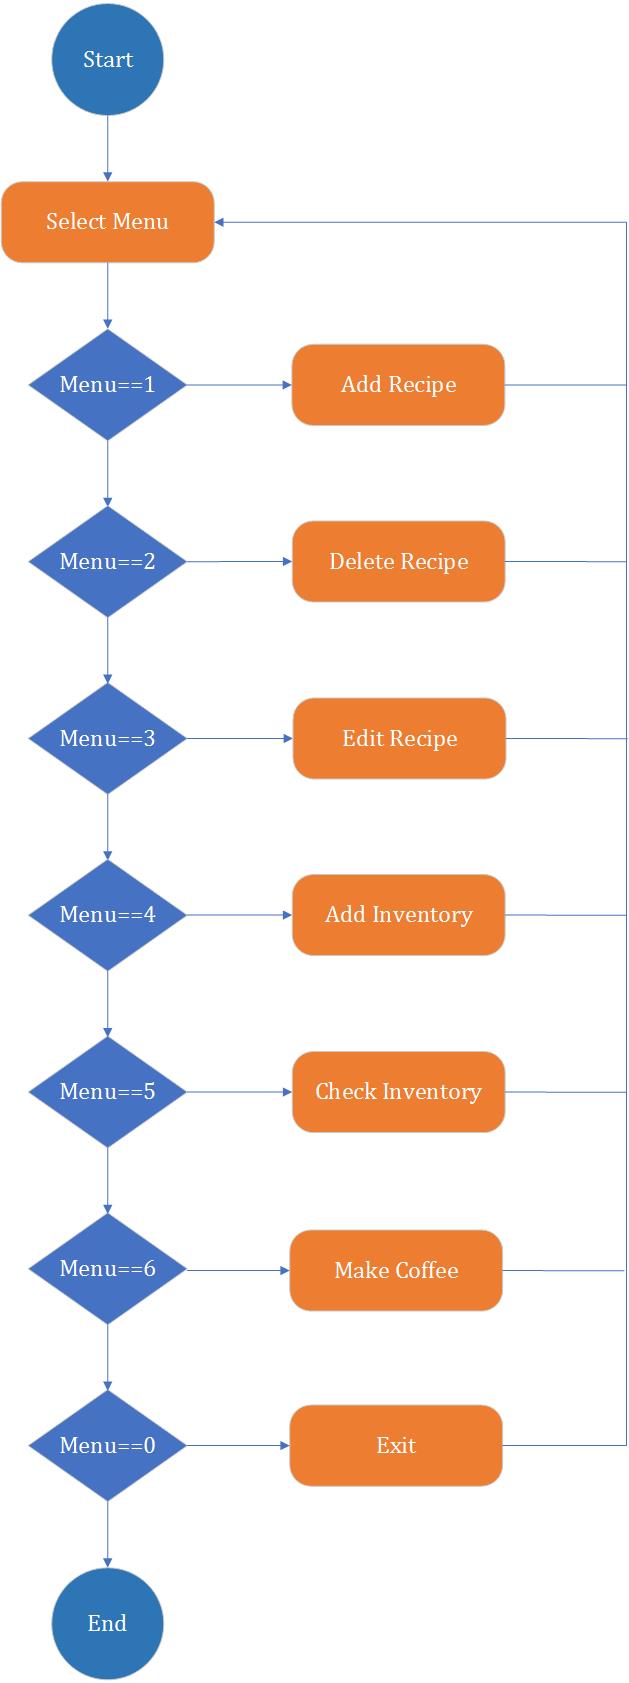 Start
Select Menu
Menu==1
Add Recipe
Menu==2
Delete Recipe
Menu==3
Edit Recipe
Menu==4
Add Inventory
Menu==5
Check Inventory
Menu==6
Make Coffee
Menu==0
Exit
End